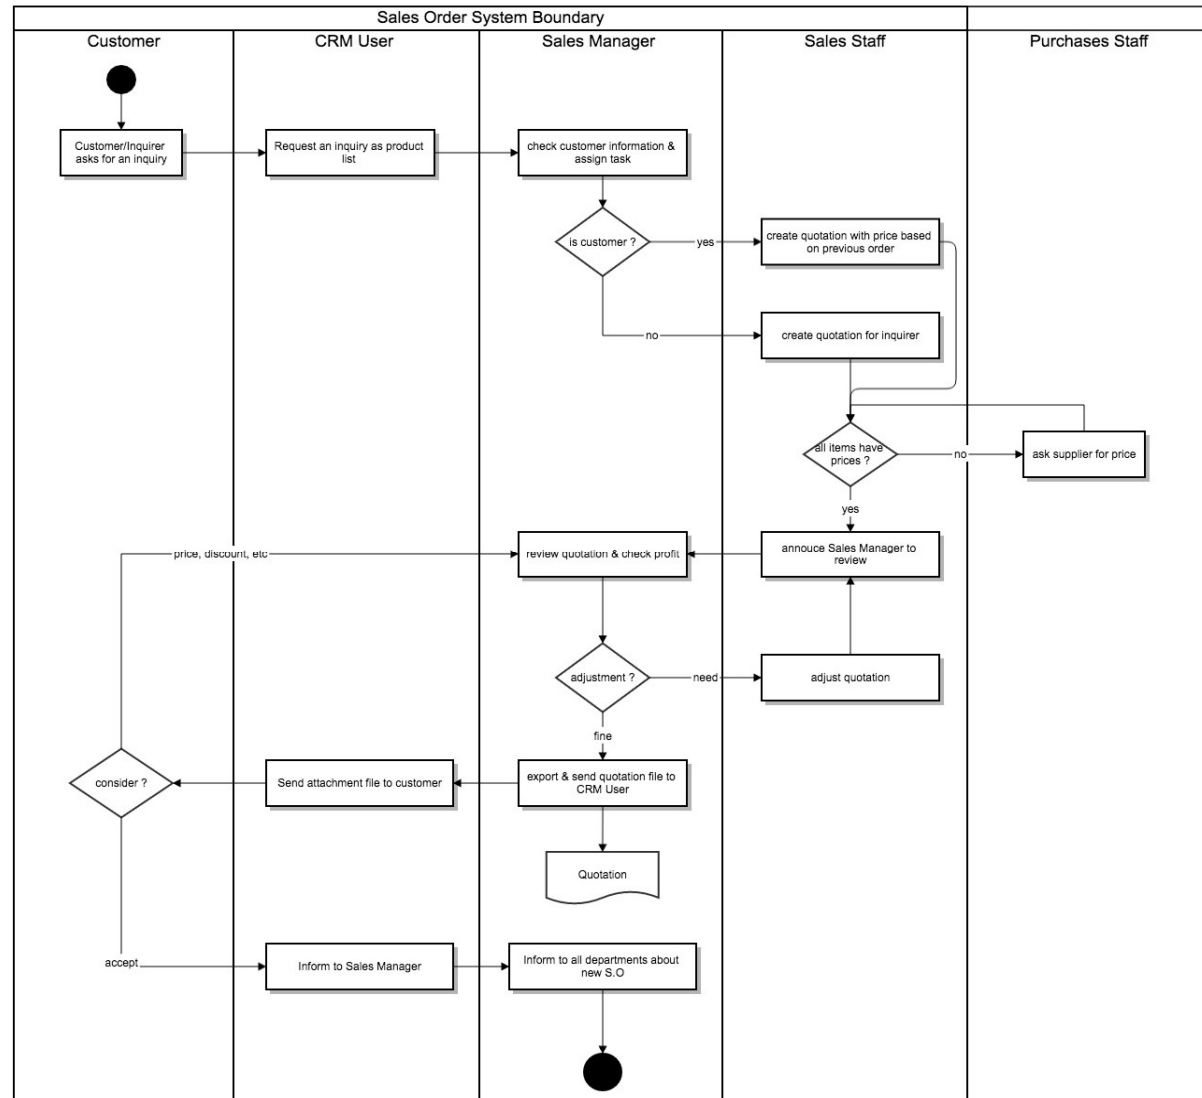 Sales Order System Boundary
Customer
CRM User
Sales Manager
Sales Staff
Purchases Staff
Customer/Inquirer
asks for an inquiry
Request an inquiry as product
list
check customer information &
assign task
is customer ?
yes
create quotation with price based
on previous order
no
create quotation for inquirer
all items have
prices ?
no
ask supplier for price
yes
price, discount, etc
review quotation & check profit
annouce Sales Manager to
review
adjustment ?
need
adjust quotation
fine
consider ?
Send attachment file to customer
export & send quotation file to
CRM User
Quotation
accept
Inform to Sales Manager
Inform to all departments about
new S.O